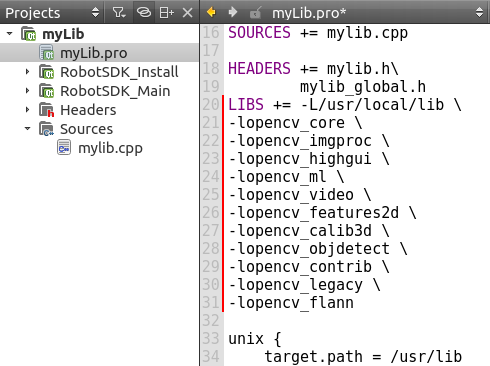 Projects
myLib.pro*
myLib
myLib.pro
RobotSDK_Install
RobotSDK_Main
Headers
Sources
mylib.cpp
16 SOURCES += mylib.cpp
17
18 HEADERS += mylib.h\
19         mylib_global.h
20 LIBS += -L/usr/local/lib \
21 -lopencv_core \
22 -lopencv_imgproc \
23 -lopencv_highgui \
24 -lopencv_ml \
25 -lopencv_video \
26 -lopencv_features2d \
27 -lopencv_calib3d \
28 -lopencv_objdetect \
29 -lopencv_contrib \
30 -lopencv_legacy \
31 -lopencv_flann
32
33 unix {
34     target.path = /usr/lib